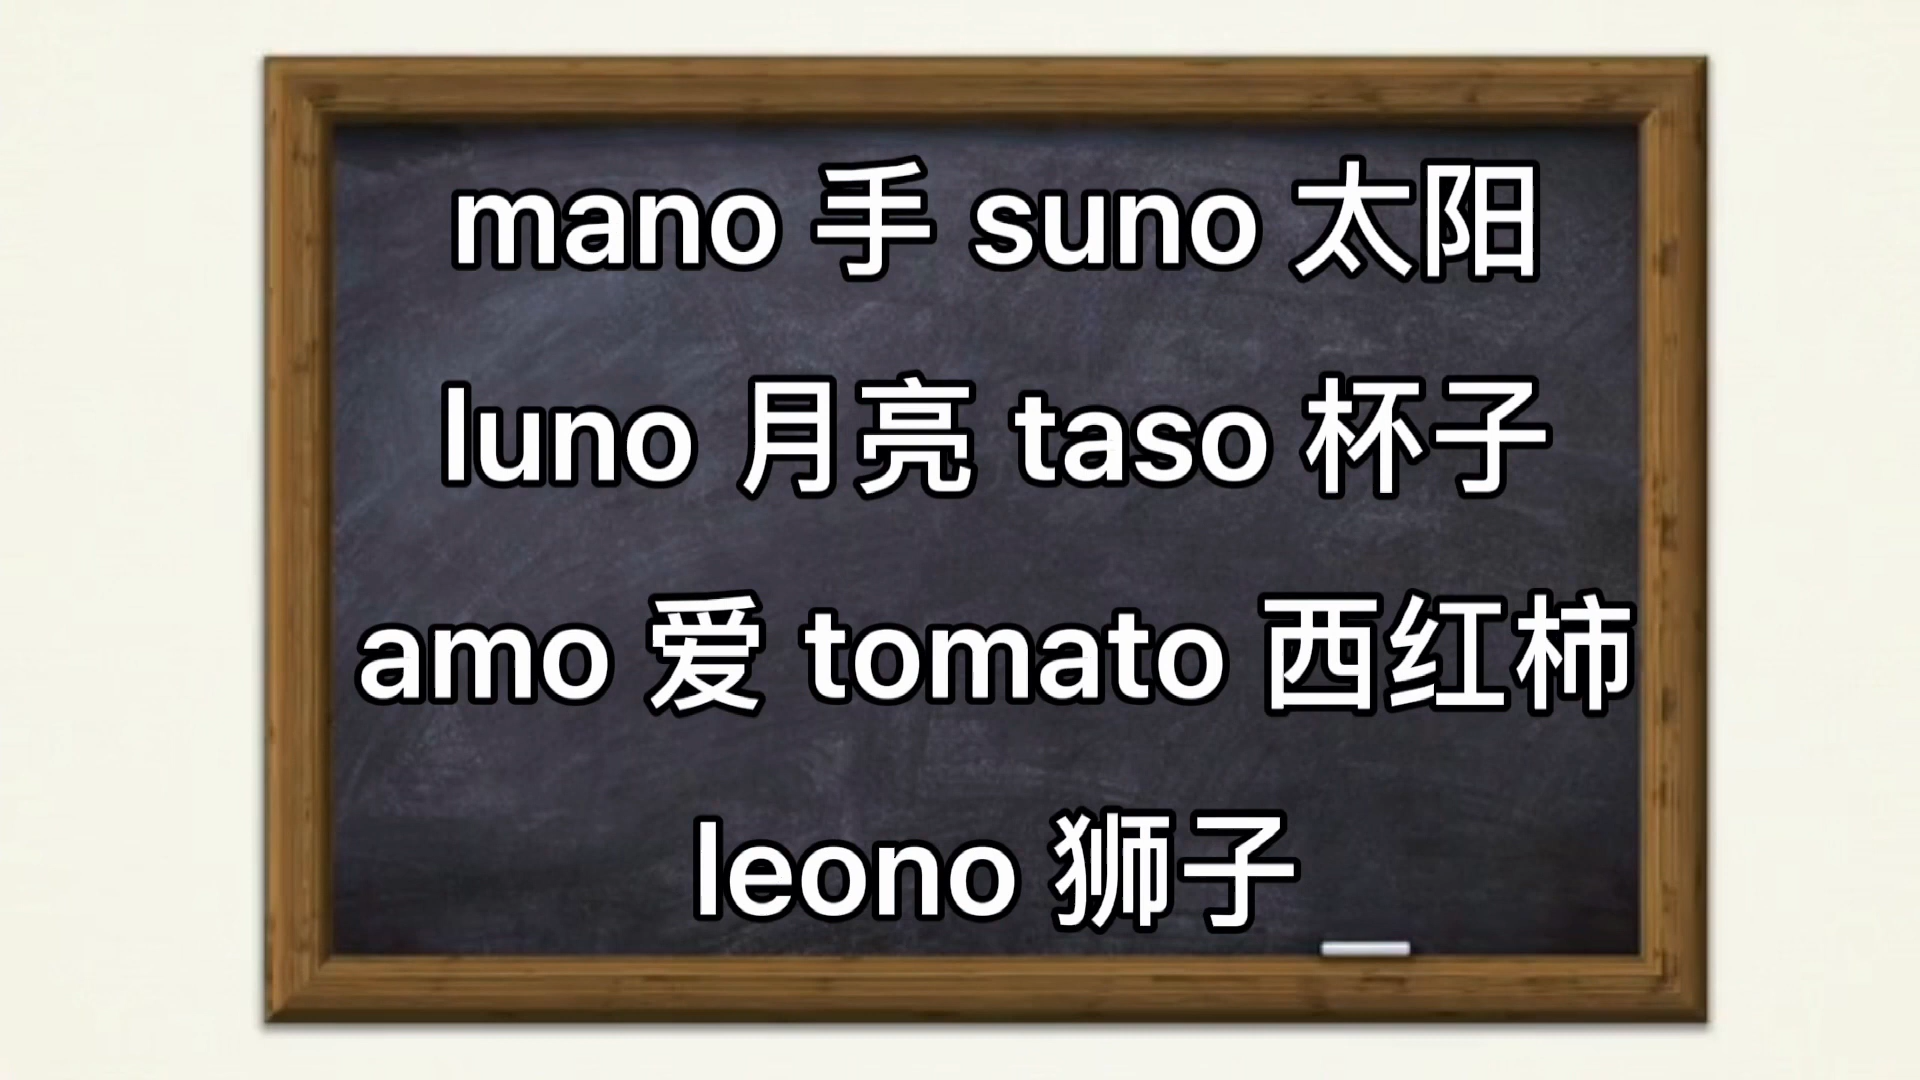 mano 手 suno 太阳
luno 月亮 taso 杯子
amo 爱 tomato 西红柿
leono 狮子